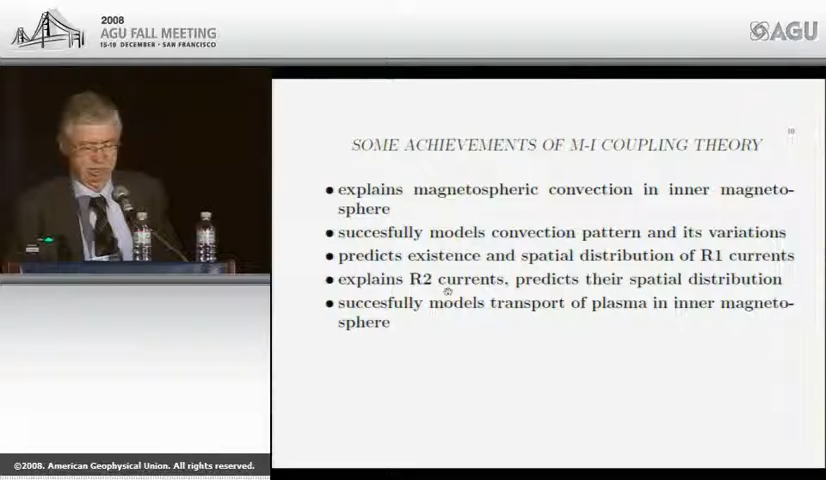 2008
AGU FALL MEETING
15-19 DECEMBER • SAN FRANCISCO
AGU
10
SOME ACHIEVEMENTS OF M-I COUPLING THEORY
• explains magnetospheric convection in inner magneto-
sphere
• succesfully models convection pattern and its variations
• predicts existence and spatial distribution of R1 currents
• explains R2 currents, predicts their spatial distribution
• succesfully models transport of plasma in inner magneto-
sphere
©2008. American Geophysical Union. All rights reserved.